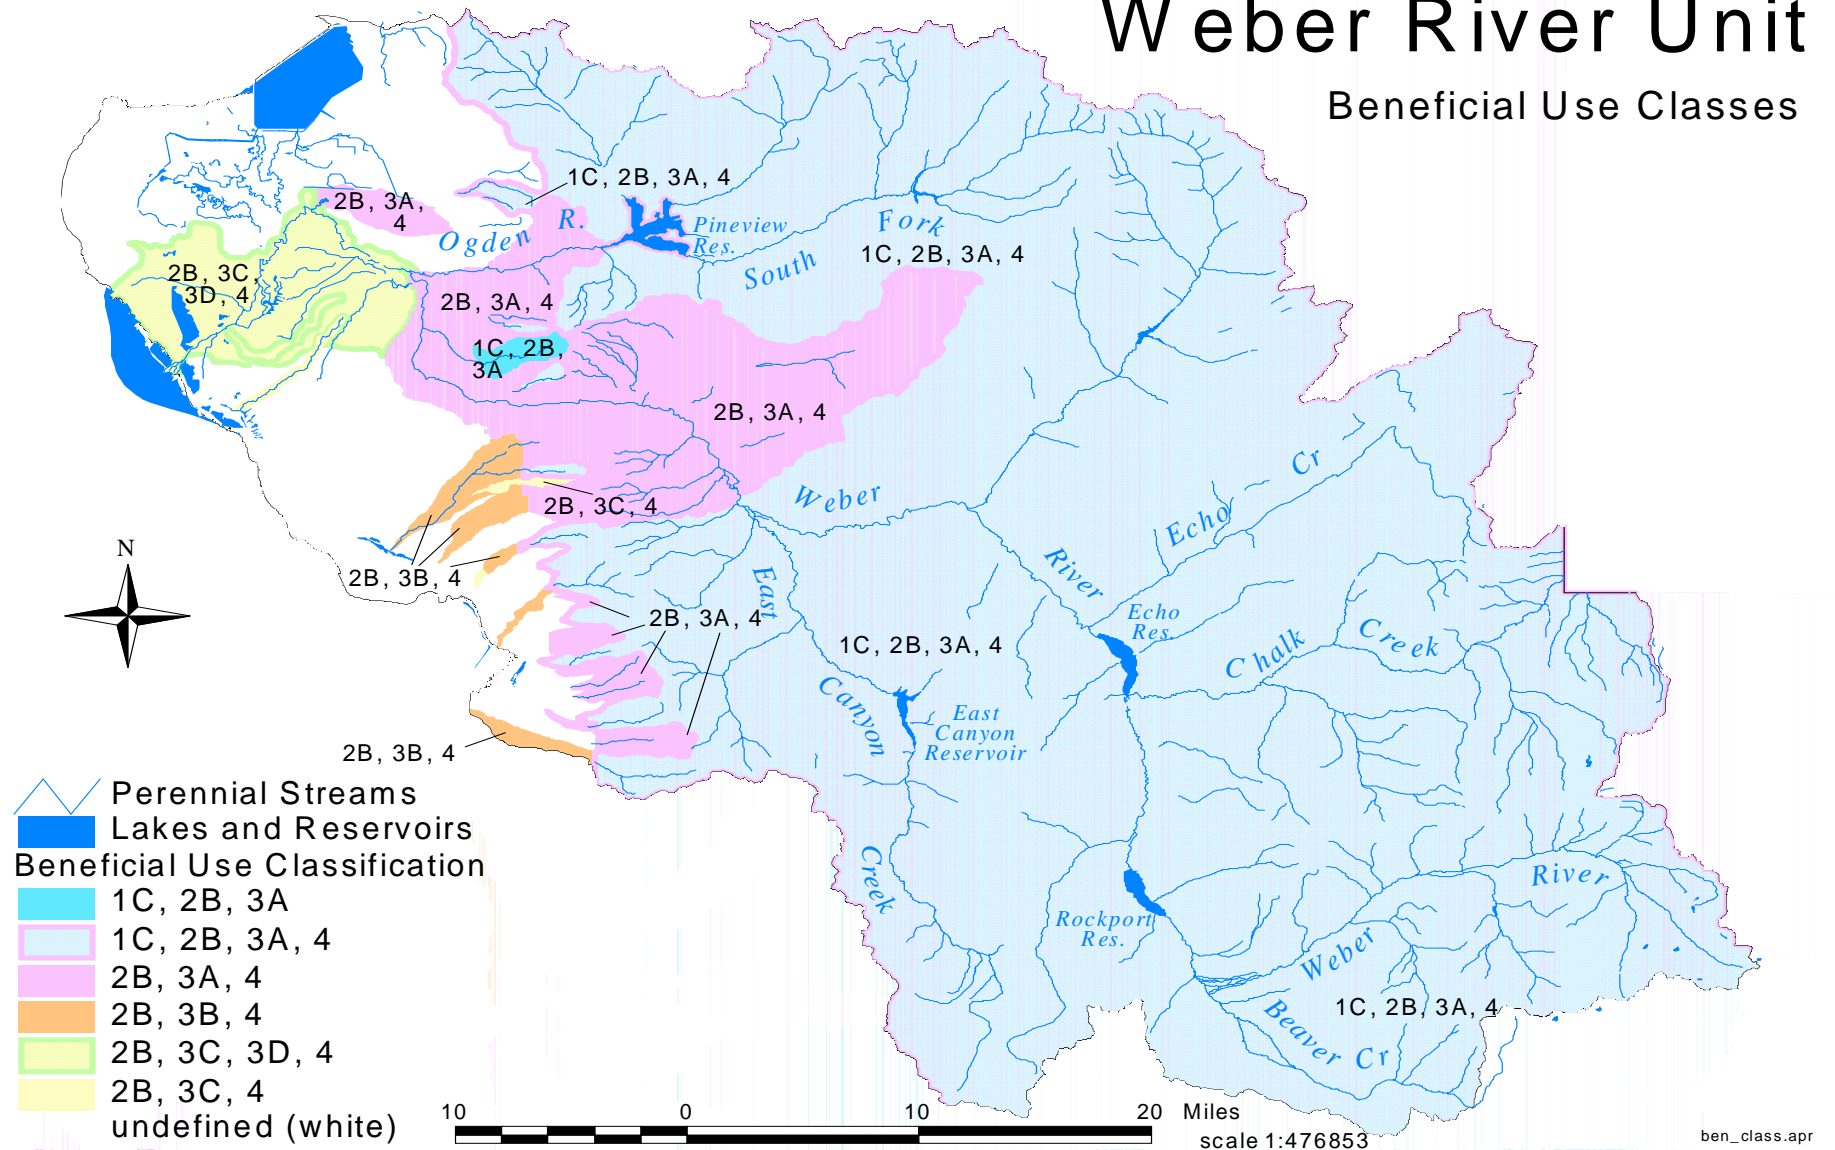 Weber River Unit
Beneficial Use Classes
1C, 2B, 3A, 4
2B, 3A,
4
Ogden R.
Pineview
Res.
South Fork
1C, 2B, 3A, 4
2B, 3C,
3D, 4
2B, 3A, 4
1C, 2B,
3A
2B, 3A, 4
Weber River
Echo Cr
2B, 3C, 4
N
2B, 3B, 4
2B, 3A, 4
East Canyon Creek
1C, 2B, 3A, 4
Echo
Res.
Chalk Creek
East
Canyon
Reservoir
2B, 3B, 4
Rockport
Res.
Weber River
1C, 2B, 3A, 4
Beaver Cr
Perennial Streams
Lakes and Reservoirs
Beneficial Use Classification
1C, 2B, 3A
1C, 2B, 3A, 4
2B, 3A, 4
2B, 3B, 4
2B, 3C, 3D, 4
2B, 3C, 4
undefined (white)
10 0 10 20 Miles
scale 1:476853
ben_class.apr